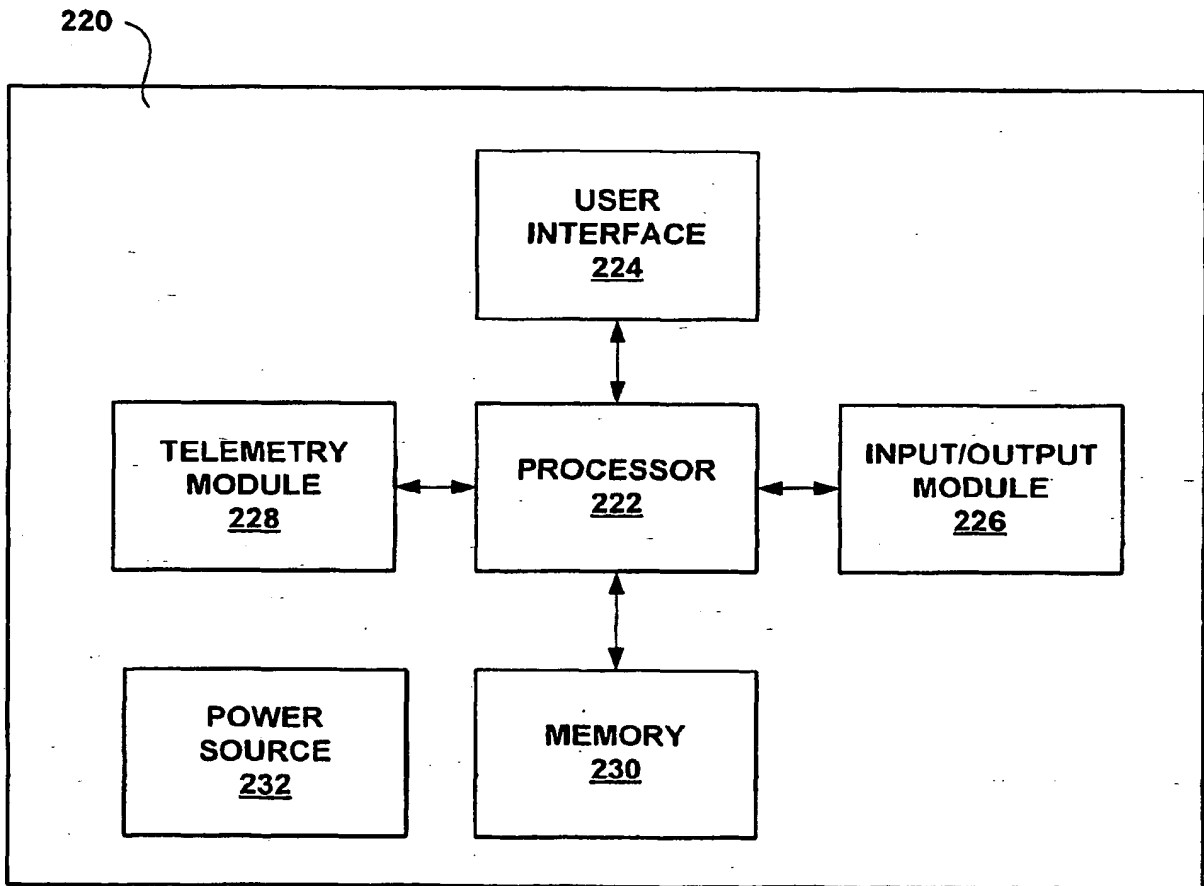 220
USER
INTERFACE
224
TELEMETRY
MODULE
228
PROCESSOR
222
INPUT/OUTPUT
MODULE
226
POWER
SOURCE
232
MEMORY
230